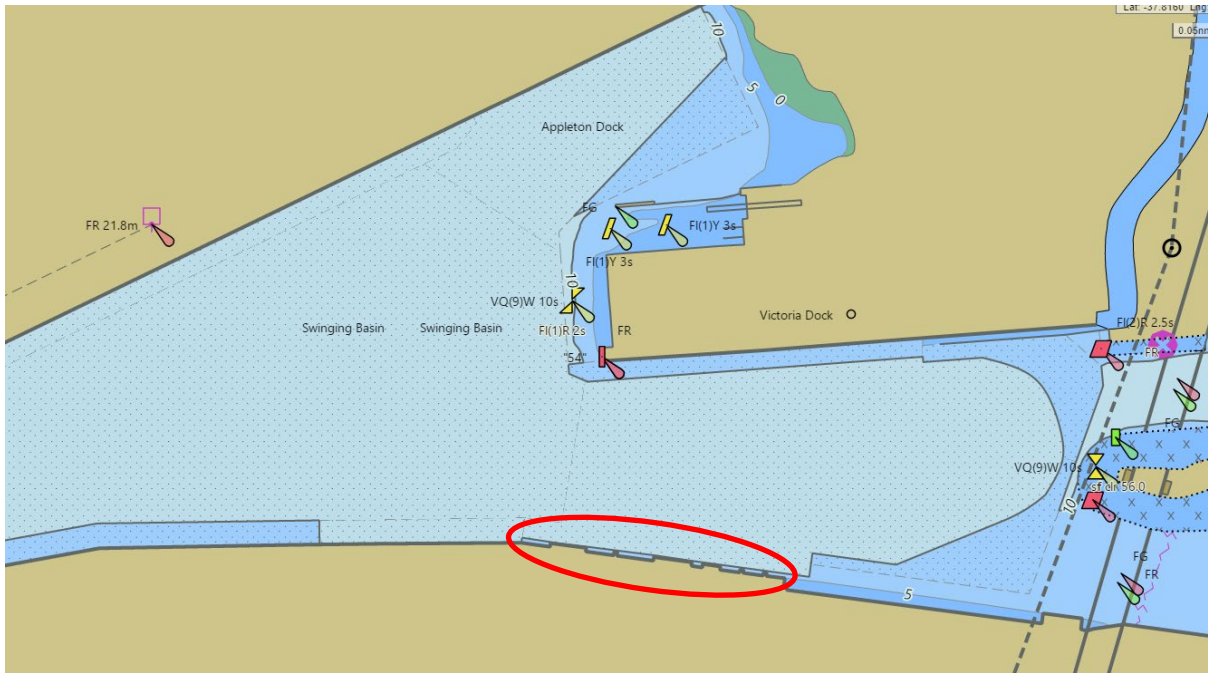 Lat: -37.8160 Lng
0.05nm
10
5
0
Appleton Dock
FR 21.8m
FG
Fl(1)Y 3s
Fl(1)Y 3s
10
VQ(9)W 10s
Swinging Basin
Swinging Basin
Fl(1)R 2s
FR
Victoria Dock
Fl(2)R 2.5s
"54"
FR
FG
VQ(9)W 10s
sf clr 56.0
10
FG
FR
5